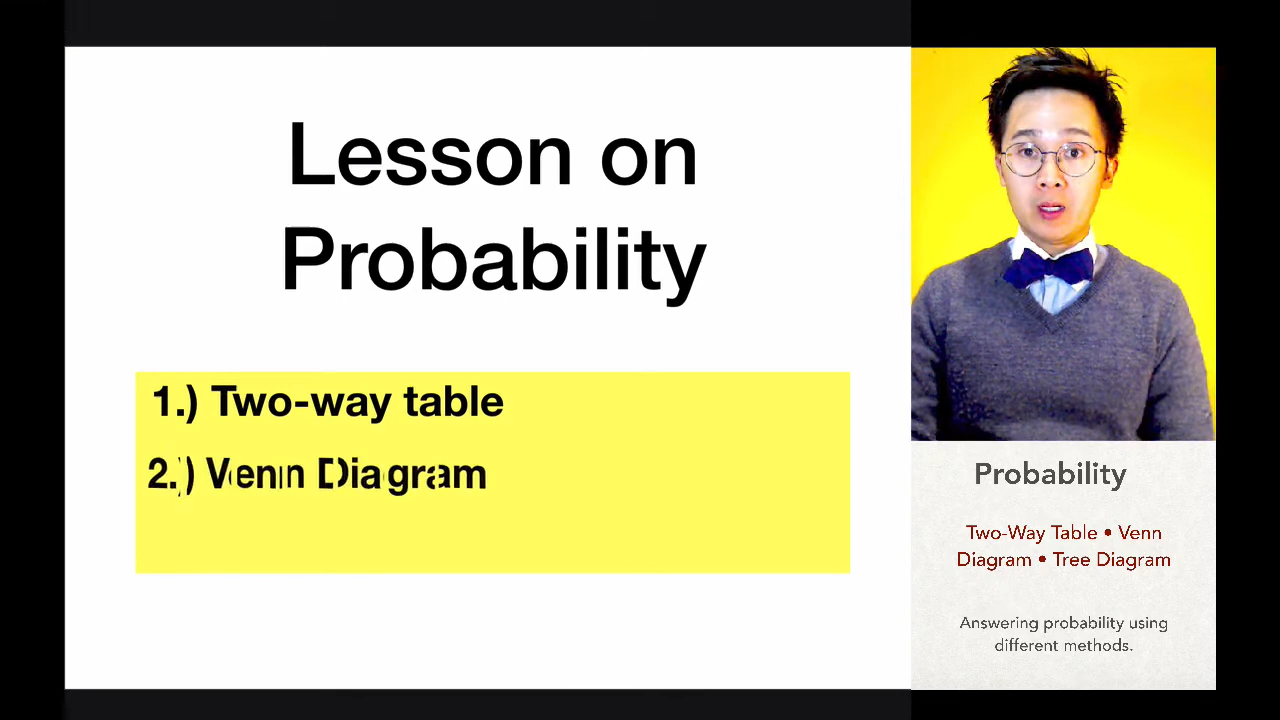 Lesson on
Probability
1.) Two-way table
2.) Venn Diagram
Probability
Two-Way Table • Venn
Diagram • Tree Diagram
Answering probability using
different methods.